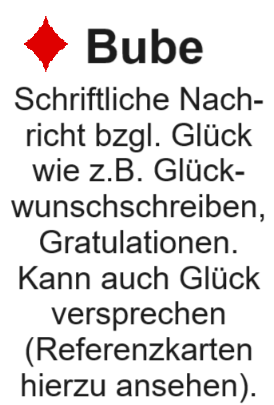 ♦ Bube
Schriftliche Nach-
richt bzgl. Glück
wie z.B. Glück-
wunschschreiben,
Gratulationen.
Kann auch Glück
versprechen
(Referenzkarten
hierzu ansehen).